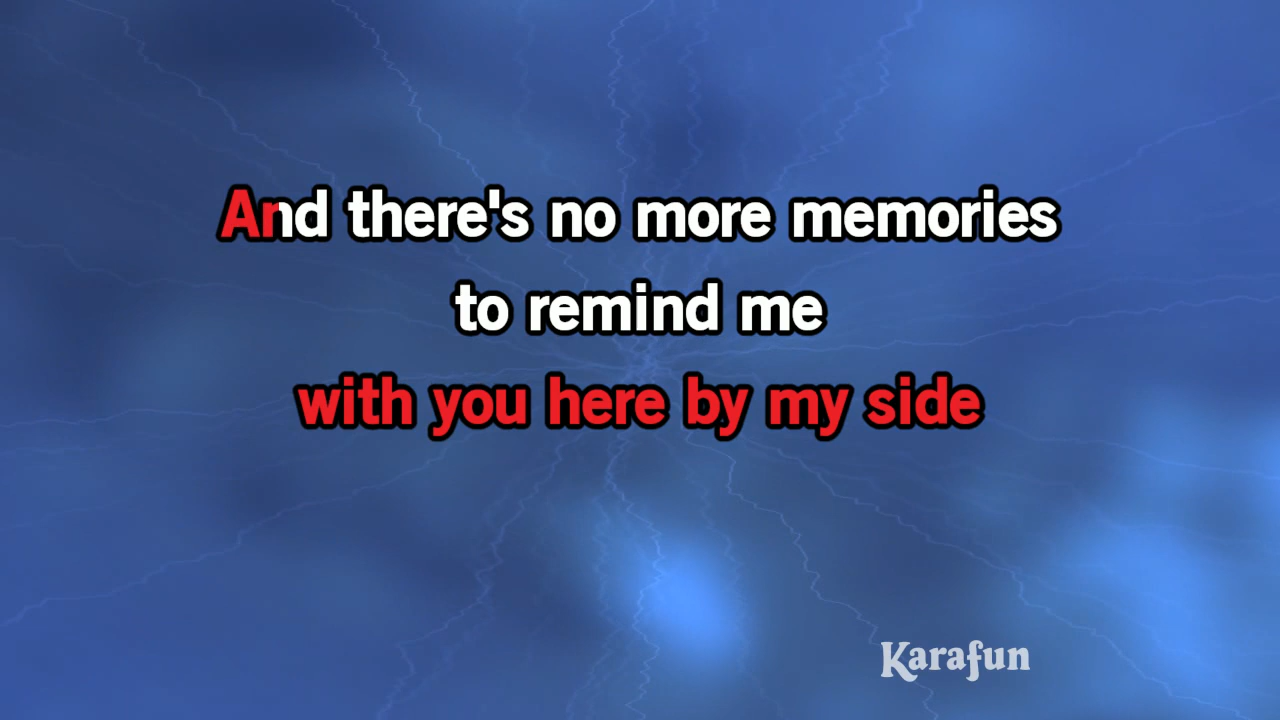 And there's no more memories
to remind me
with you here by my side
Karafun